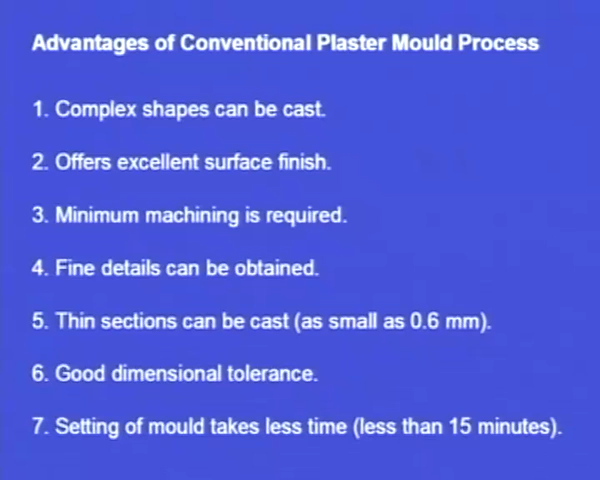 Advantages of Conventional Plaster Mould Process
1. Complex shapes can be cast.
2. Offers excellent surface finish.
3. Minimum machining is required.
4. Fine details can be obtained.
5. Thin sections can be cast (as small as 0.6 mm).
6. Good dimensional tolerance.
7. Setting of mould takes less time (less than 15 minutes).